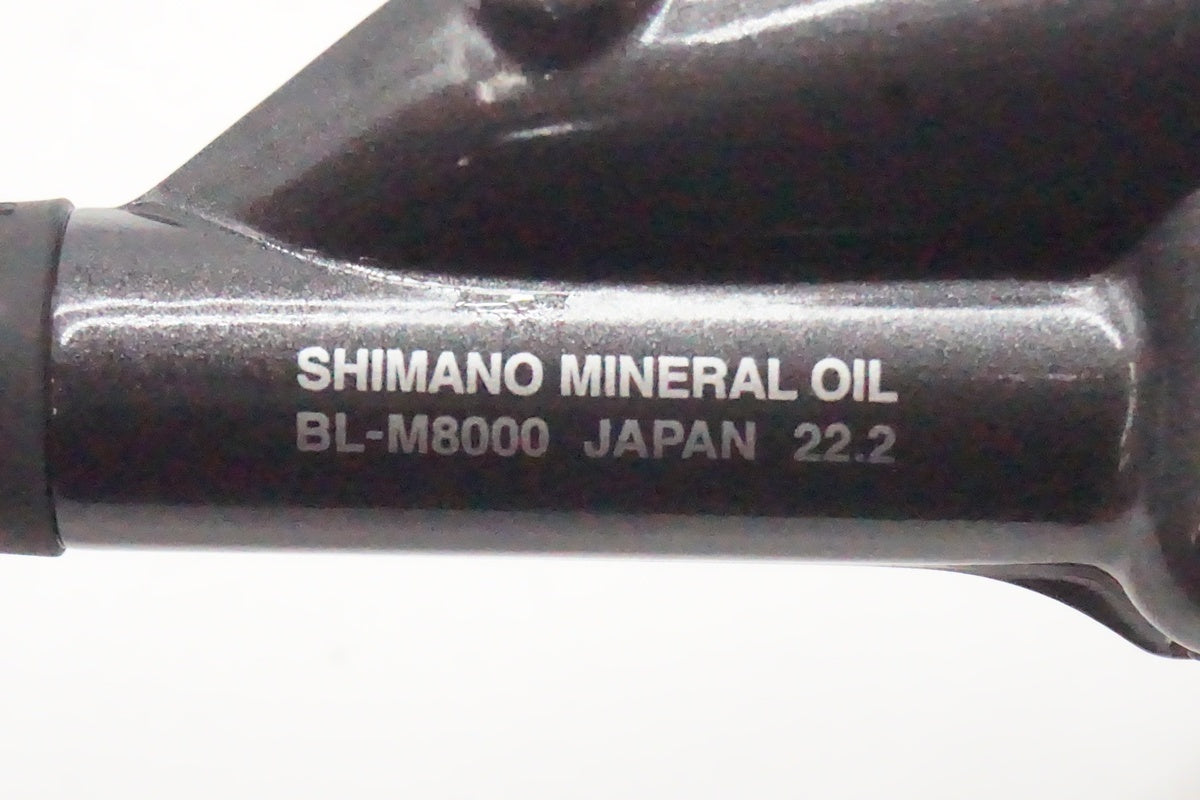 SHIMANO MINERAL OIL
BL-M8000 JAPAN 22.2